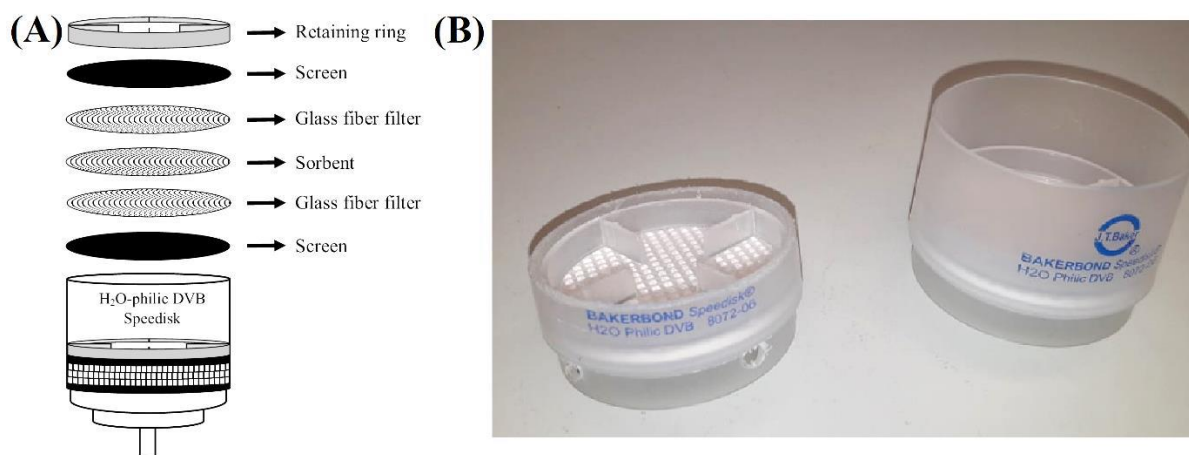 (A)
Retaining ring
Screen
Glass fiber filter
Sorbent
Glass fiber filter
Screen
H₂O-philic DVB
Speedisk
(B)
BAKERBOND Speedisk®
H2O Philic DVB 8072-06
J.T.Baker
®
BAKERBOND
H2O Philic DVB